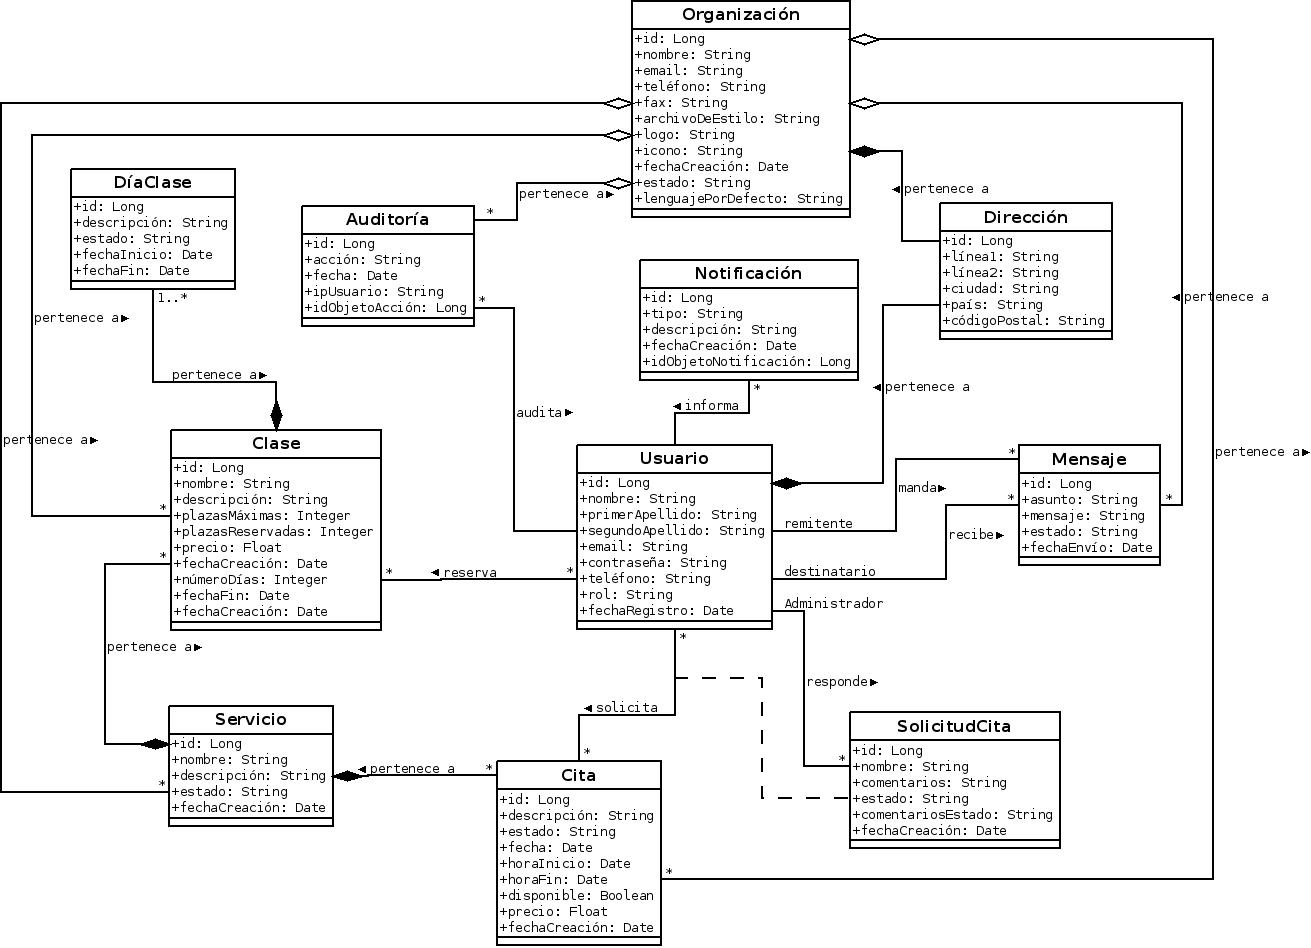 Organización
+id: Long
+nombre: String
+email: String
+teléfono: String
+fax: String
+archivoDeEstilo: String
+logo: String
+icono: String
+fechaCreación: Date
+estado: String
+lenguajePorDefecto: String
DíaClase
+id: Long
+descripción: String
+estado: String
+fechaInicio: Date
+fechaFin: Date
1..*
pertenece a▶
pertenece a▶
pertenece a▶
Auditoría
+id: Long
+acción: String
+fecha: Date
+ipUsuario: String
+idObjetoAcción: Long
*
pertenece a▶
*
audita▶
Notificación
+id: Long
+tipo: String
+descripción: String
+fechaCreación: Date
+idObjetoNotificación: Long
*
◀informa
Dirección
+id: Long
+línea1: String
+línea2: String
+ciudad: String
+país: String
+códigoPostal: String
◀pertenece a
◀pertenece a
◀pertenece a
pertenece a▶
Clase
+id: Long
+nombre: String
+descripción: String
+plazasMáximas: Integer
+plazasReservadas: Integer
+precio: Float
+fechaCreación: Date
+númeroDías: Integer
+fechaFin: Date
+fechaCreación: Date
*
*
*
◀reserva
*
pertenece a▶
Usuario
+id: Long
+nombre: String
+primerApellido: String
+segundoApellido: String
+email: String
+contraseña: String
+teléfono: String
+rol: String
+fechaRegistro: Date
*
remitente
manda▶
*
destinatario
recibe▶
*
Administrador
responde▶
*
Mensaje
+id: Long
+asunto: String
+mensaje: String
+estado: String
+fechaEnvío: Date
*
◀solicita
*
Servicio
+id: Long
+nombre: String
+descripción: String
+estado: String
+fechaCreación: Date
*
◀pertenece a
*
Cita
+id: Long
+descripción: String
+estado: String
+fecha: Date
+horaInicio: Date
+horaFin: Date
+disponible: Boolean
+precio: Float
+fechaCreación: Date
*
SolicitudCita
+id: Long
+nombre: String
+comentarios: String
+estado: String
+comentariosEstado: String
+fechaCreación: Date